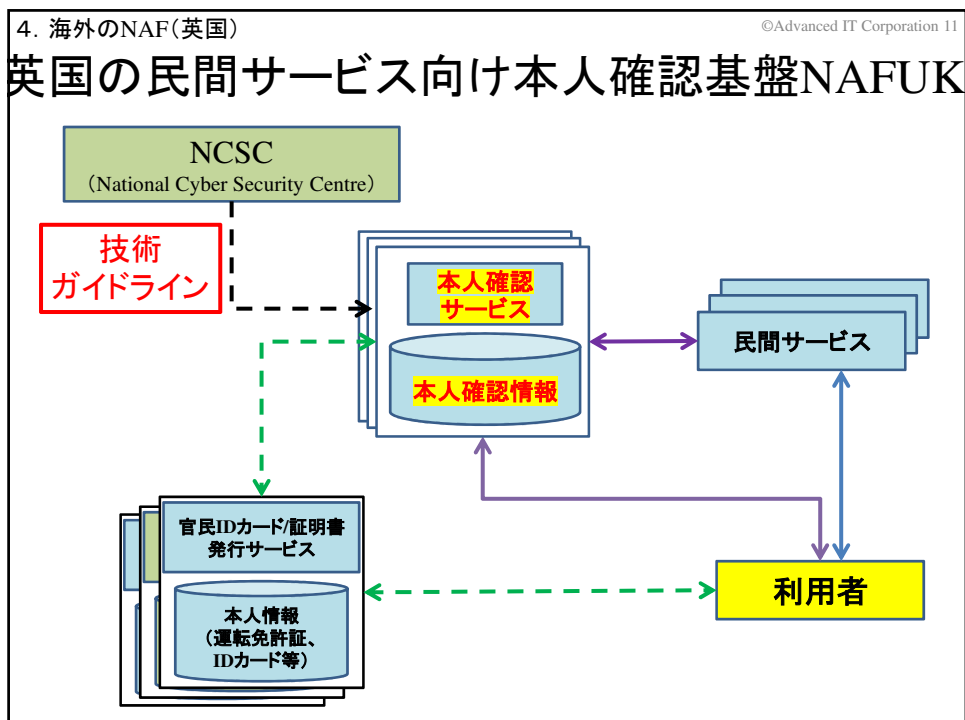 4．海外のNAF（英国）
©Advanced IT Corporation 11
英国の民間サービス向け本人確認基盤NAFUK
NCSC
（National Cyber Security Centre）
技術
ガイドライン
本人確認
サービス
本人確認情報
民間サービス
官民IDカード/証明書
発行サービス
本人情報
（運転免許証、
IDカード等）
利用者